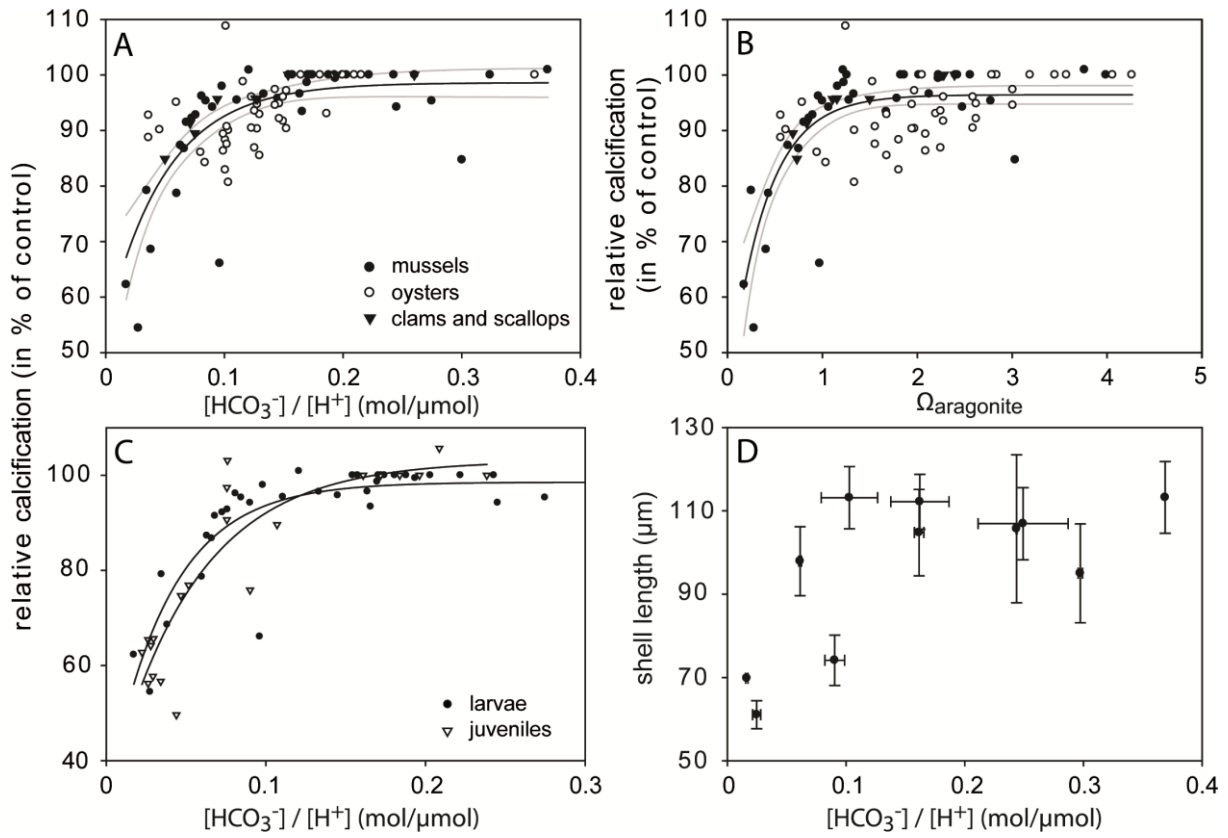 A
relative calcification (in % of control)
110
100
90
80
70
60
50
mussels
oysters
clams and scallops
0
0.1
0.2
0.3
0.4
[HCO₃⁻] / [H⁺] (mol/µmol)
B
relative calcification
(in % of control)
110
100
90
80
70
60
50
0
1
2
3
4
5
Ωaragonite
C
100
80
60
40
larvae
juveniles
0
0.1
0.2
0.3
[HCO₃⁻] / [H⁺] (mol/µmol)
D
shell length (µm)
130
110
90
70
50
0
0.1
0.2
0.3
0.4
[HCO₃⁻] / [H⁺] (mol/µmol)